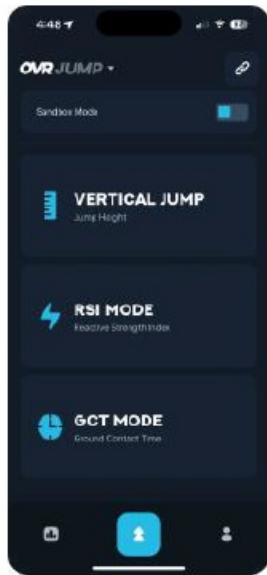 4:48
OVR JUMP
Sandbox Mode
VERTICAL JUMP
Jump Height
RSI MODE
Reactive Strength Index
GCT MODE
Ground Contact Time